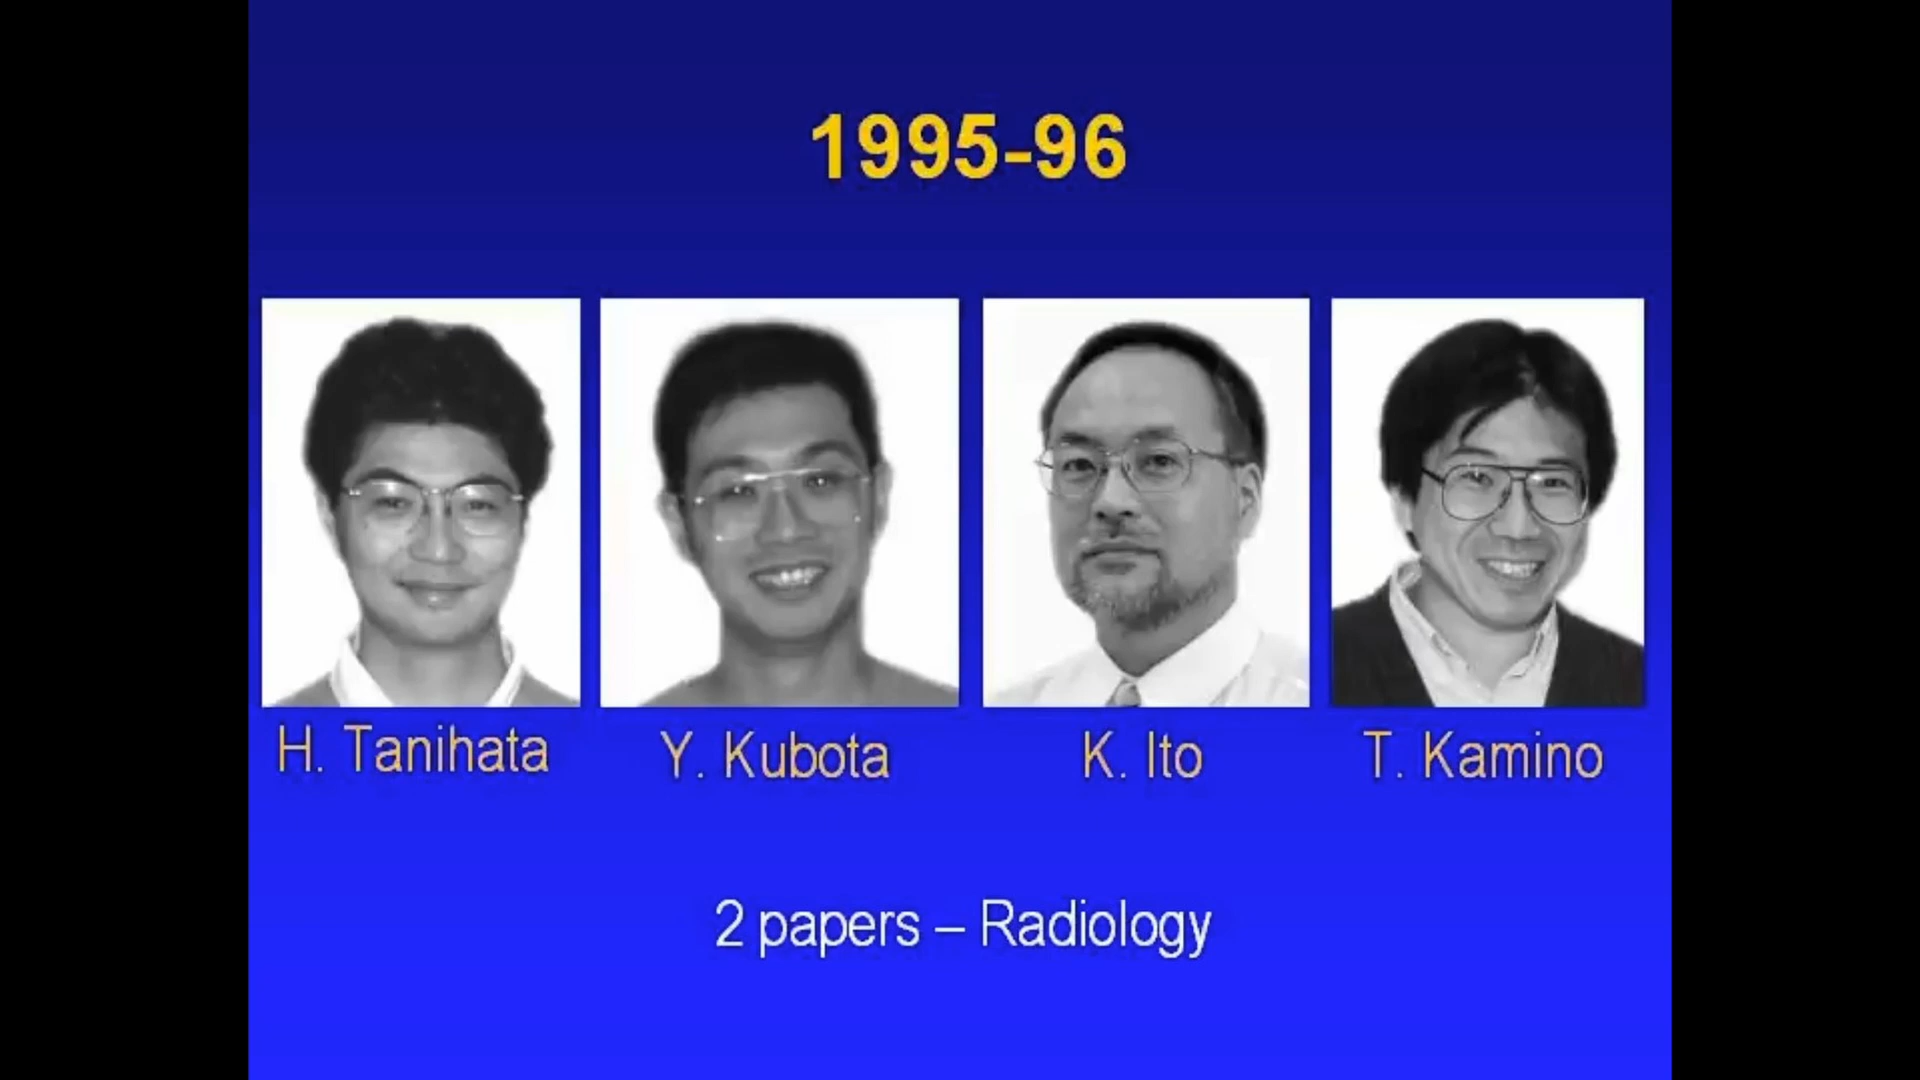 1995-96
H. Tanihata
Y. Kubota
K. Ito
T. Kamino
2 papers – Radiology